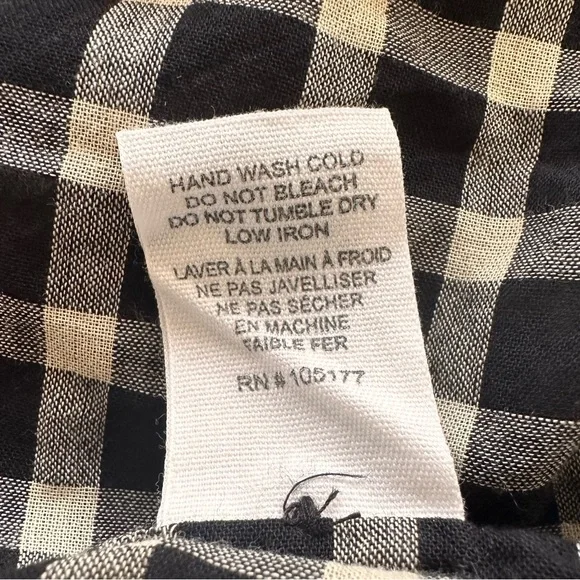 HAND WASH COLD
DO NOT BLEACH
DO NOT TUMBLE DRY
LOW IRON
LAVER À LA MAIN À FROID
NE PAS JAVELLISER
NE PAS SÉCHER
EN MACHINE
FAIBLE FER
RN # 105177